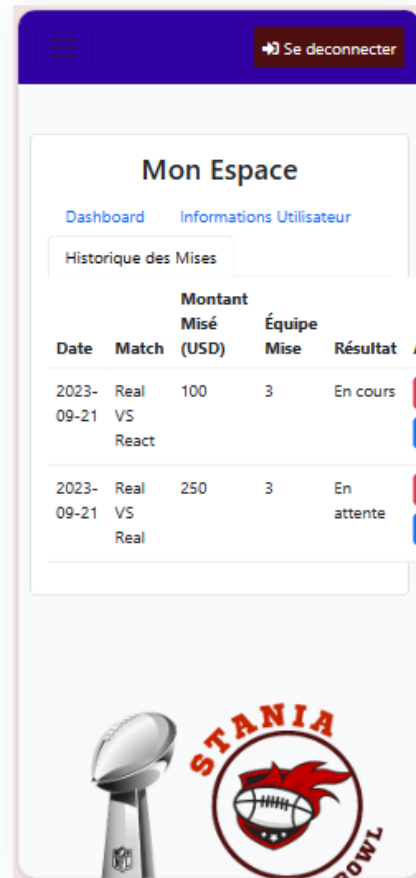 Se deconnecter
Mon Espace
Dashboard Informations Utilisateur
Historique des Mises
Date Match Montant Misé (USD) Équipe Mise Résultat
2023-09-21 Real VS React 100 3 En cours
2023-09-21 Real VS Real 250 3 En attente
STANIA
BOWL
NFL